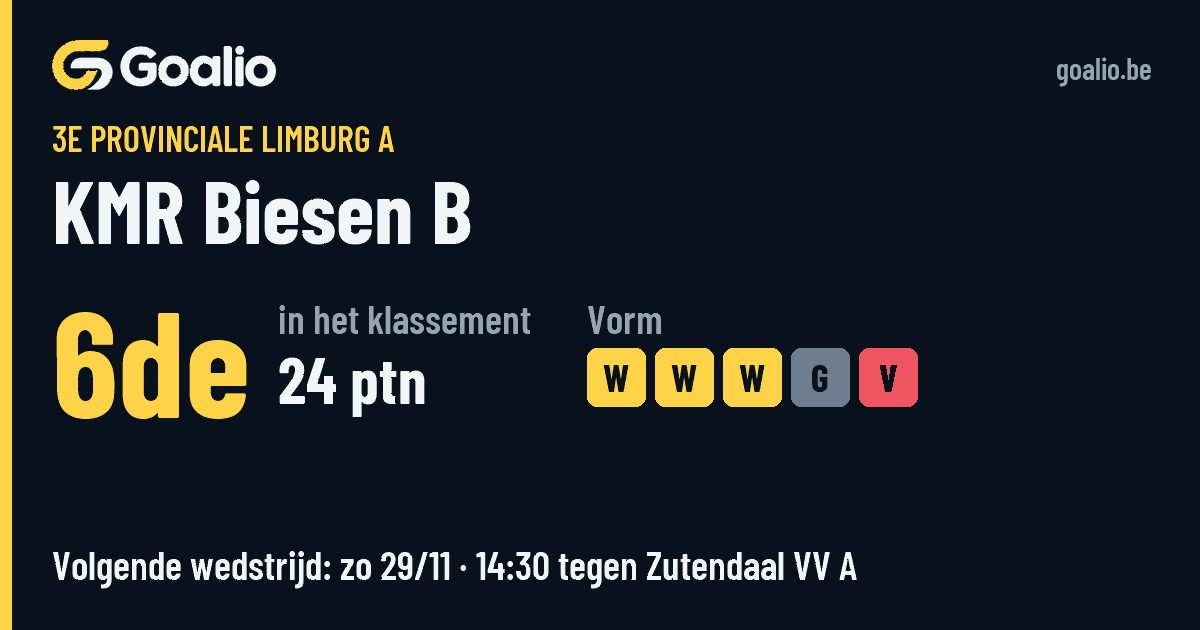 Goalio
goalio.be
3E PROVINCIALE LIMBURG A
KMR Biesen B
6de
in het klassement
24 ptn
Vorm
W W W G V
Volgende wedstrijd: zo 29/11 · 14:30 tegen Zutendaal VV A